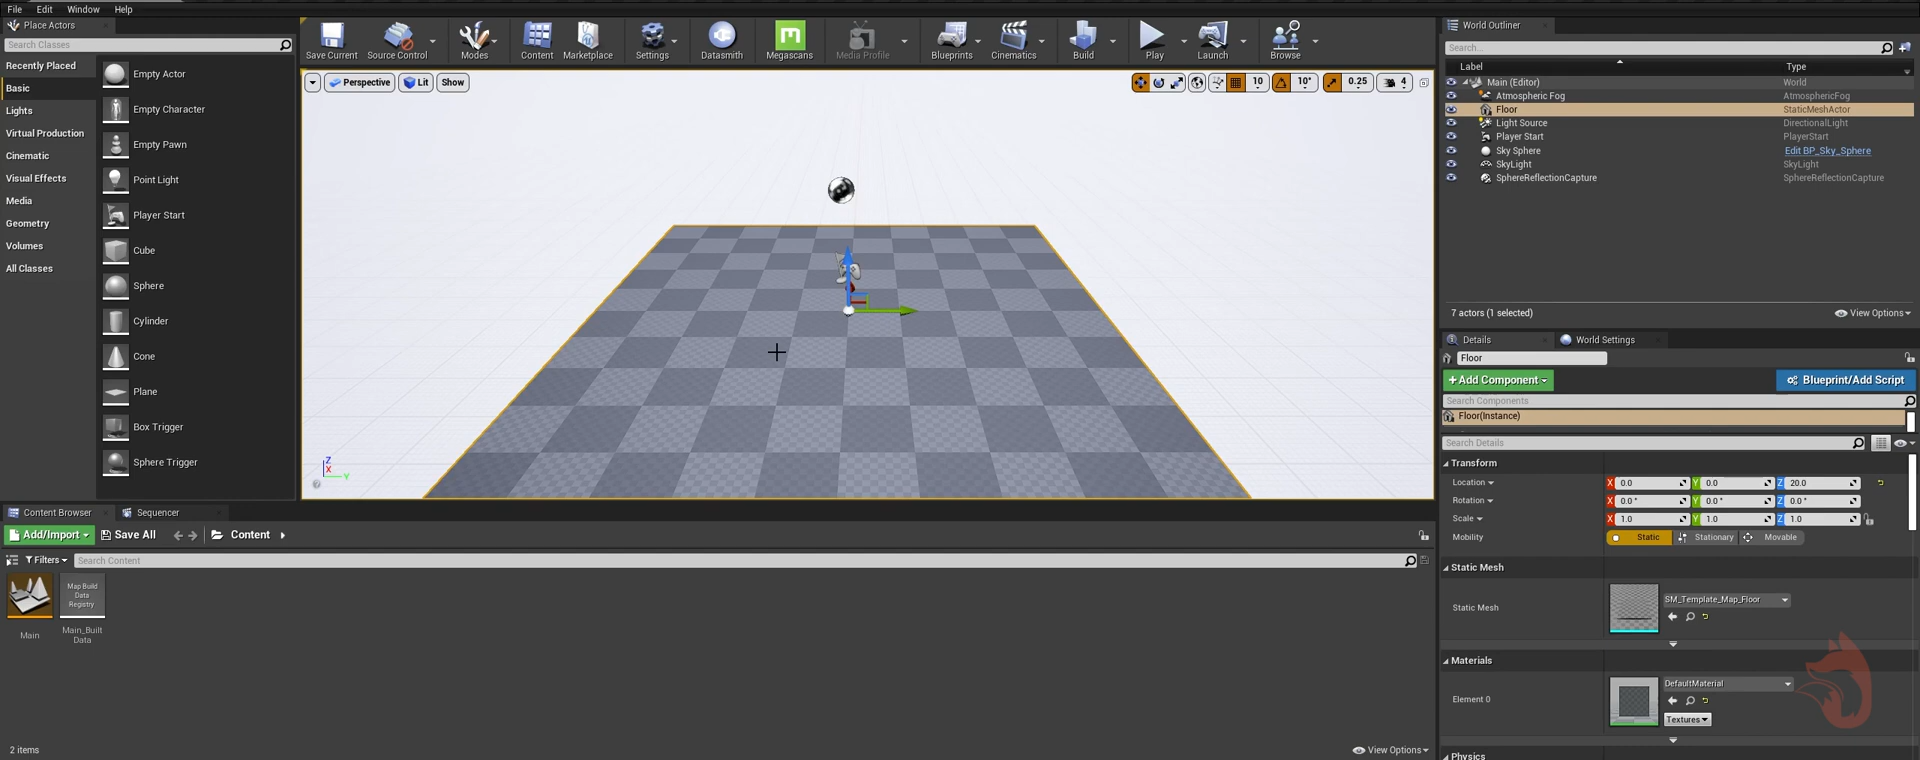 File Edit Window Help
Place Actors
Search Classes
Recently Placed
Basic
Lights
Virtual Production
Cinematic
Visual Effects
Media
Geometry
Volumes
All Classes
Empty Actor
Empty Character
Empty Pawn
Point Light
Player Start
Cube
Sphere
Cylinder
Cone
Plane
Box Trigger
Sphere Trigger
Save Current Source Control Modes Content Marketplace Settings Datasmith Megascans Media Profile Blueprints Cinematics Build Play Launch Browse
Perspective Lit Show 10 10° 0.25 4
Z
X
Y
World Outliner
Search...
Label Type
Main (Editor) World
Atmospheric Fog AtmosphericFog
Floor StaticMeshActor
Light Source DirectionalLight
Player Start PlayerStart
Sky Sphere Edit BP_Sky_Sphere
SkyLight SkyLight
SphereReflectionCapture SphereReflectionCapture
7 actors (1 selected) View Options
Details World Settings
Floor
+Add Component Blueprint/Add Script
Search Components
Floor(Instance)
Search Details
Transform
Location X 0.0 Y 0.0 Z 20.0
Rotation X 0.0° Y 0.0° Z 0.0°
Scale X 1.0 Y 1.0 Z 1.0
Mobility Static Stationary Movable
Static Mesh
Static Mesh SM_Template_Map_Floor
Materials
Element 0 DefaultMaterial
Textures
Physics
Content Browser Sequencer
Add/Import Save All Content
Filters Search Content
Map Build
Data
Registry
Main
Main_Built
Data
2 items View Options